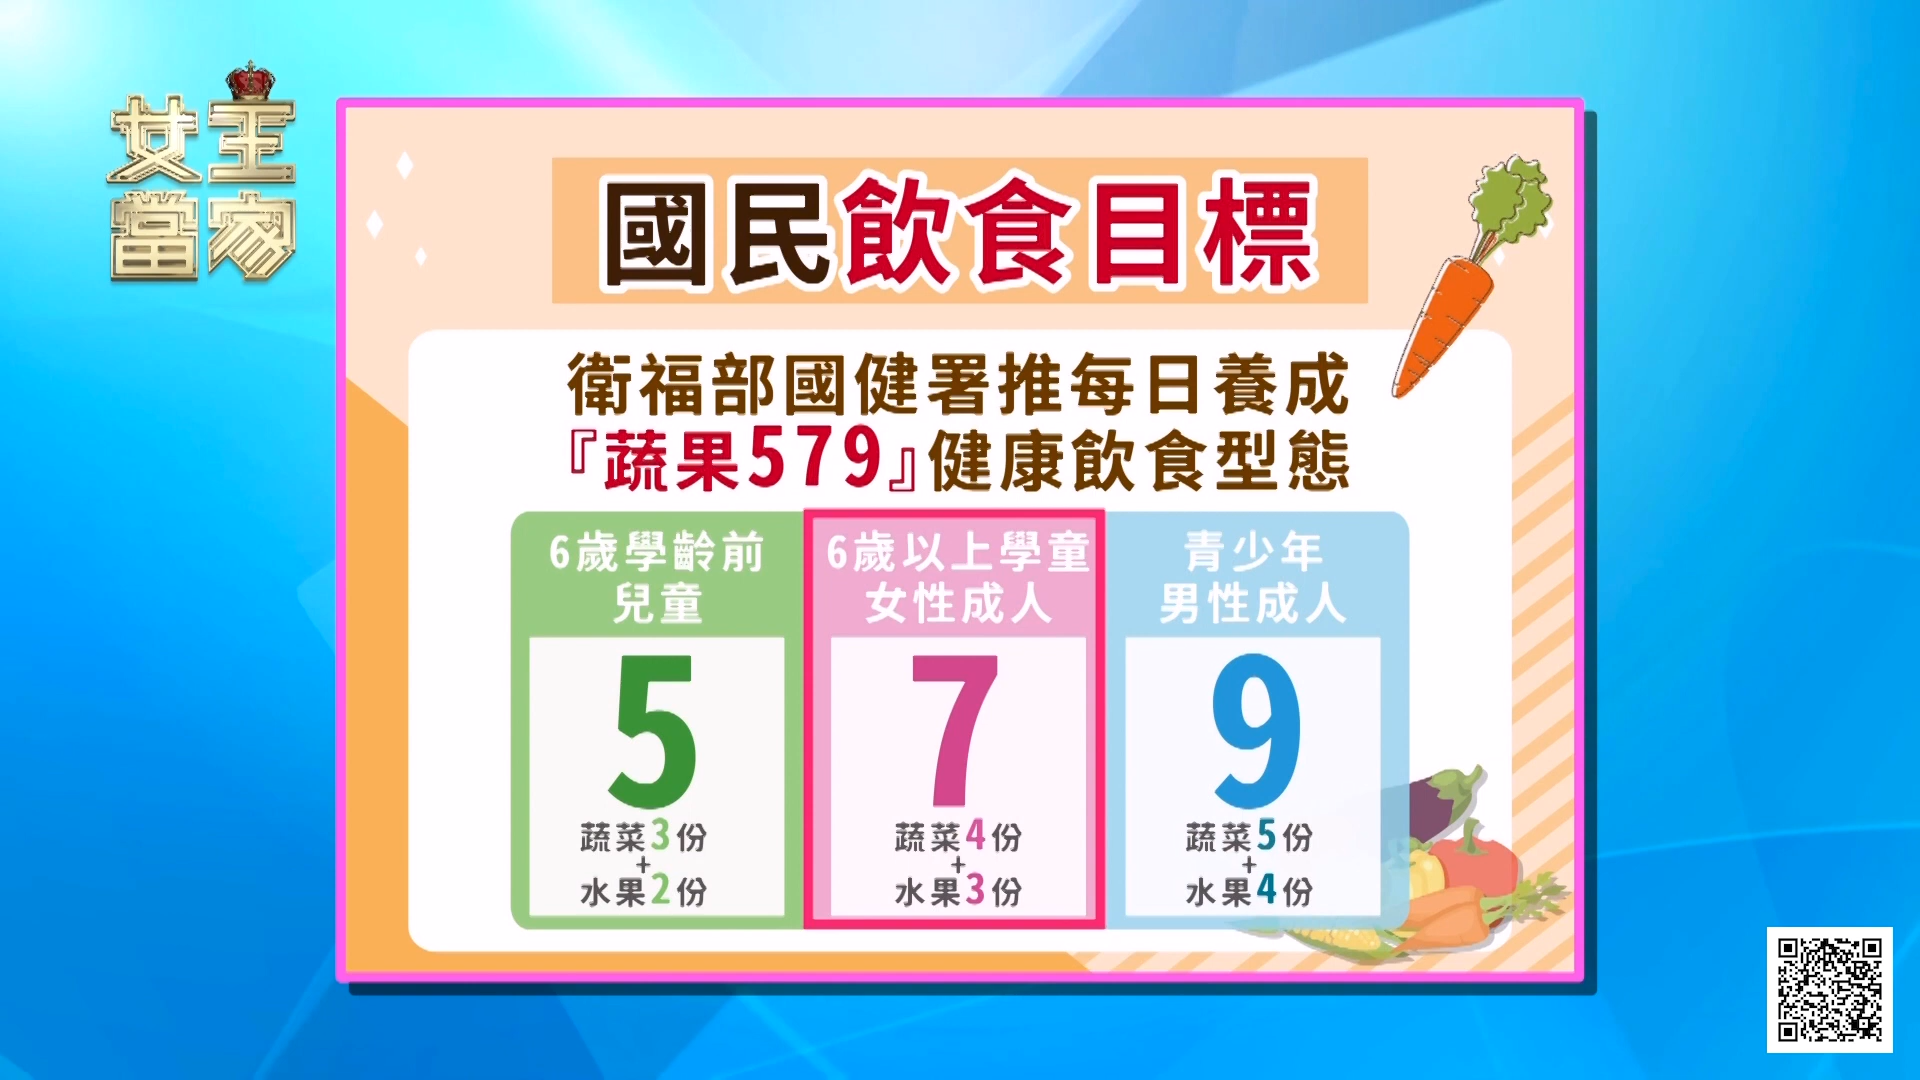 女王
當家
國民飲食目標
衛福部國健署推每日養成
『蔬果579』健康飲食型態
6歲學齡前
兒童
5
蔬菜3份
+
水果2份
6歲以上學童
女性成人
7
蔬菜4份
+
水果3份
青少年
男性成人
9
蔬菜5份
+
水果4份